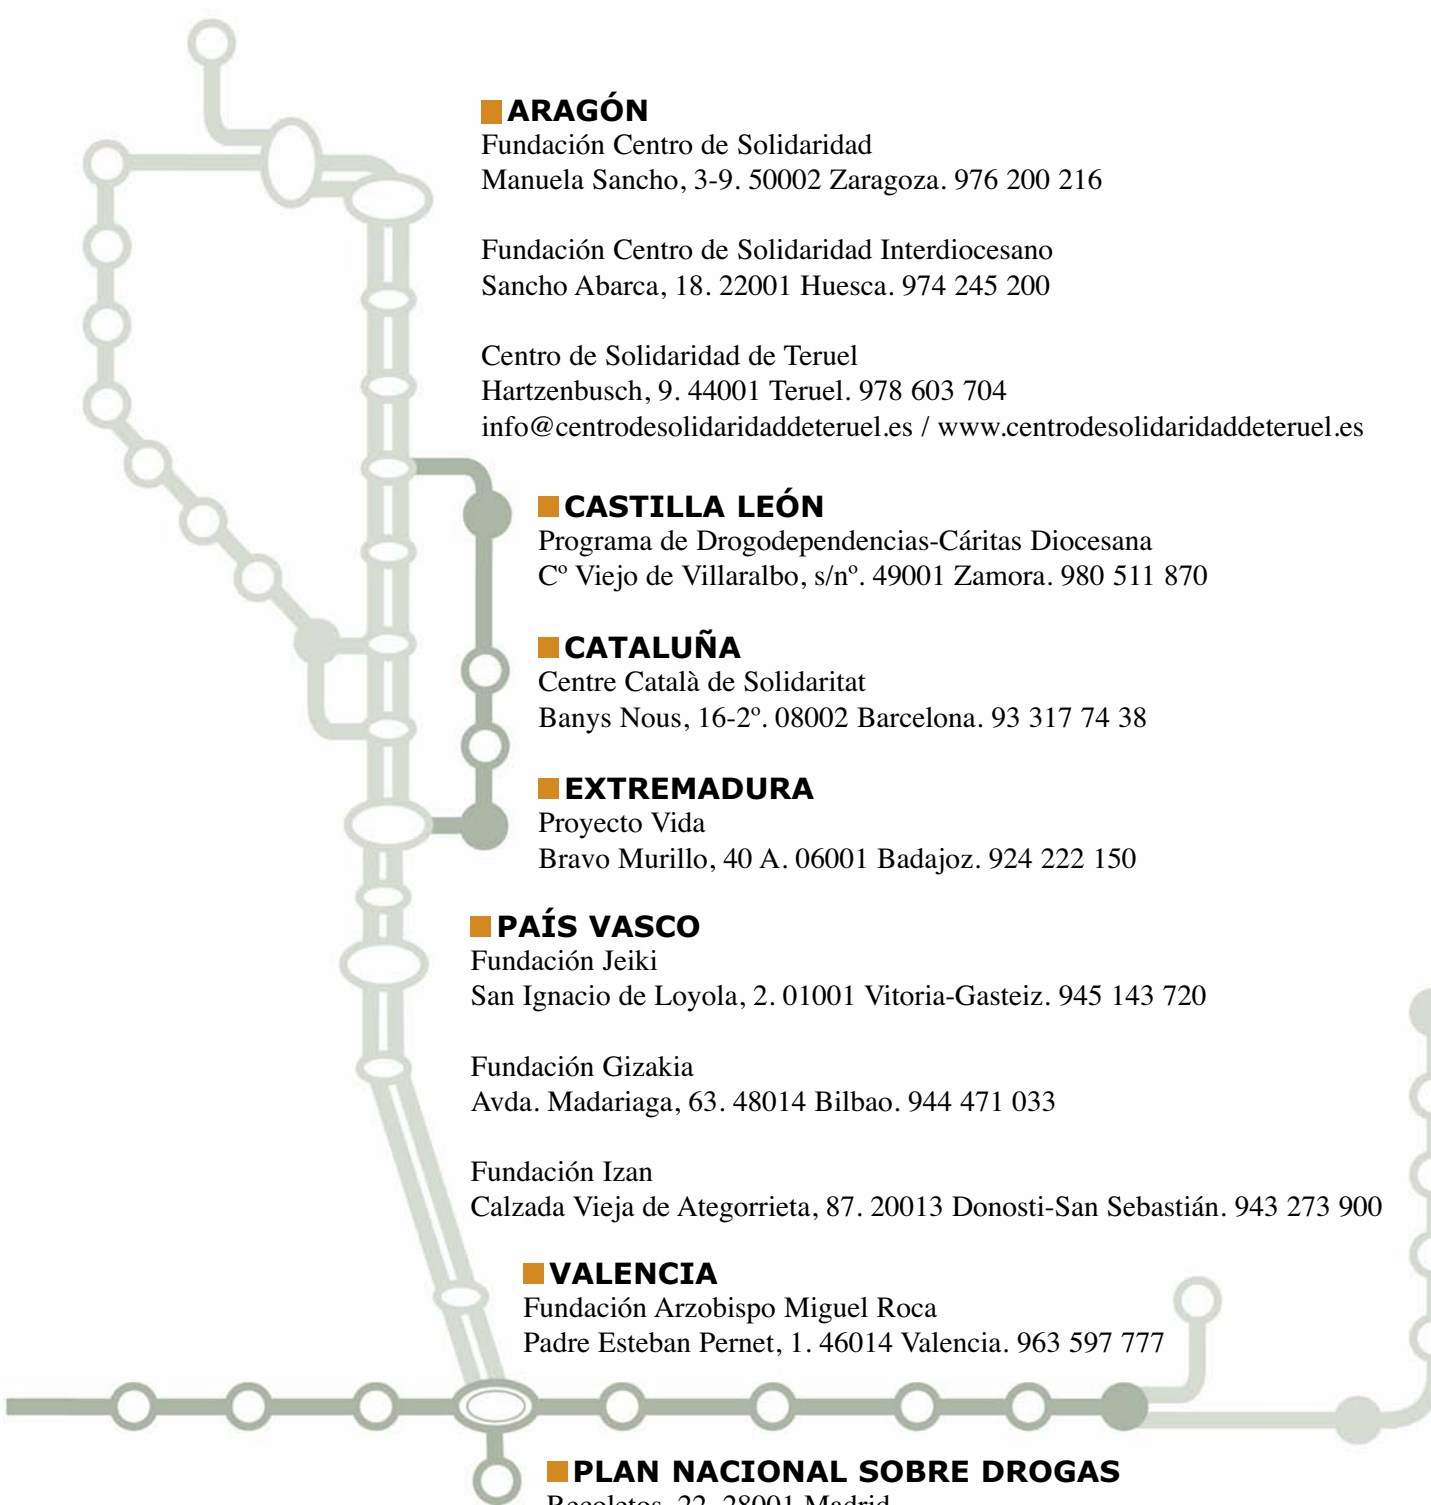 ARAGÓN
Fundación Centro de Solidaridad
Manuela Sancho, 3-9. 50002 Zaragoza. 976 200 216
Fundación Centro de Solidaridad Interdiocesano
Sancho Abarca, 18. 22001 Huesca. 974 245 200
Centro de Solidaridad de Teruel
Hartzenbusch, 9. 44001 Teruel. 978 603 704
info@centrodesolidaridaddeteruel.es / www.centrodesolidaridaddeteruel.es
CASTILLA LEÓN
Programa de Drogodependencias-Cáritas Diocesana
Cº Viejo de Villaralbo, s/nº. 49001 Zamora. 980 511 870
CATALUÑA
Centre Català de Solidaritat
Banys Nous, 16-2º. 08002 Barcelona. 93 317 74 38
EXTREMADURA
Proyecto Vida
Bravo Murillo, 40 A. 06001 Badajoz. 924 222 150
PAÍS VASCO
Fundación Jeiki
San Ignacio de Loyola, 2. 01001 Vitoria-Gasteiz. 945 143 720
Fundación Gizakia
Avda. Madariaga, 63. 48014 Bilbao. 944 471 033
Fundación Izan
Calzada Vieja de Ategorrieta, 87. 20013 Donosti-San Sebastián. 943 273 900
VALENCIA
Fundación Arzobispo Miguel Roca
Padre Esteban Pernet, 1. 46014 Valencia. 963 597 777
PLAN NACIONAL SOBRE DROGAS
Recoletos, 22. 28001 Madrid